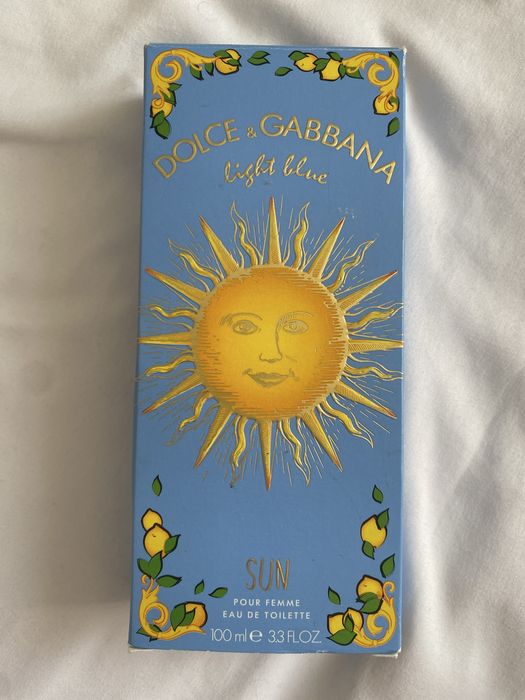 DOLCE & GABBANA
light blue
SUN
POUR FEMME
EAU DE TOILETTE
100 ml e 3.3 FL.OZ.